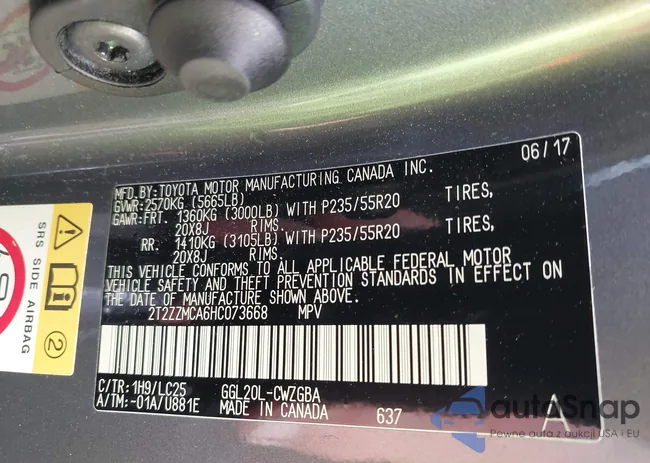 MFD.BY:TOYOTA MOTOR MANUFACTURING CANADA INC. 06/17
GVWR:2570KG (5665LB)
GAWR:FRT. 1360KG (3000LB) WITH P235/55R20 TIRES,
20X8J RIMS.
RR. 1410KG (3105LB) WITH P235/55R20 TIRES,
20X8J RIMS.
THIS VEHICLE CONFORMS TO ALL APPLICABLE FEDERAL MOTOR
VEHICLE SAFETY AND THEFT PREVENTION STANDARDS IN EFFECT ON
THE DATE OF MANUFACTURE SHOWN ABOVE.
2T2ZZMCA6HC073668 MPV
C/TR: 1H9/LC25 GGL20L-CWZGBA
A/TM:-01A/U881E MADE IN CANADA 637 A
SRS SIDE AIRBAG
2
autoSnap
Pewne auta z aukcji USA i EU